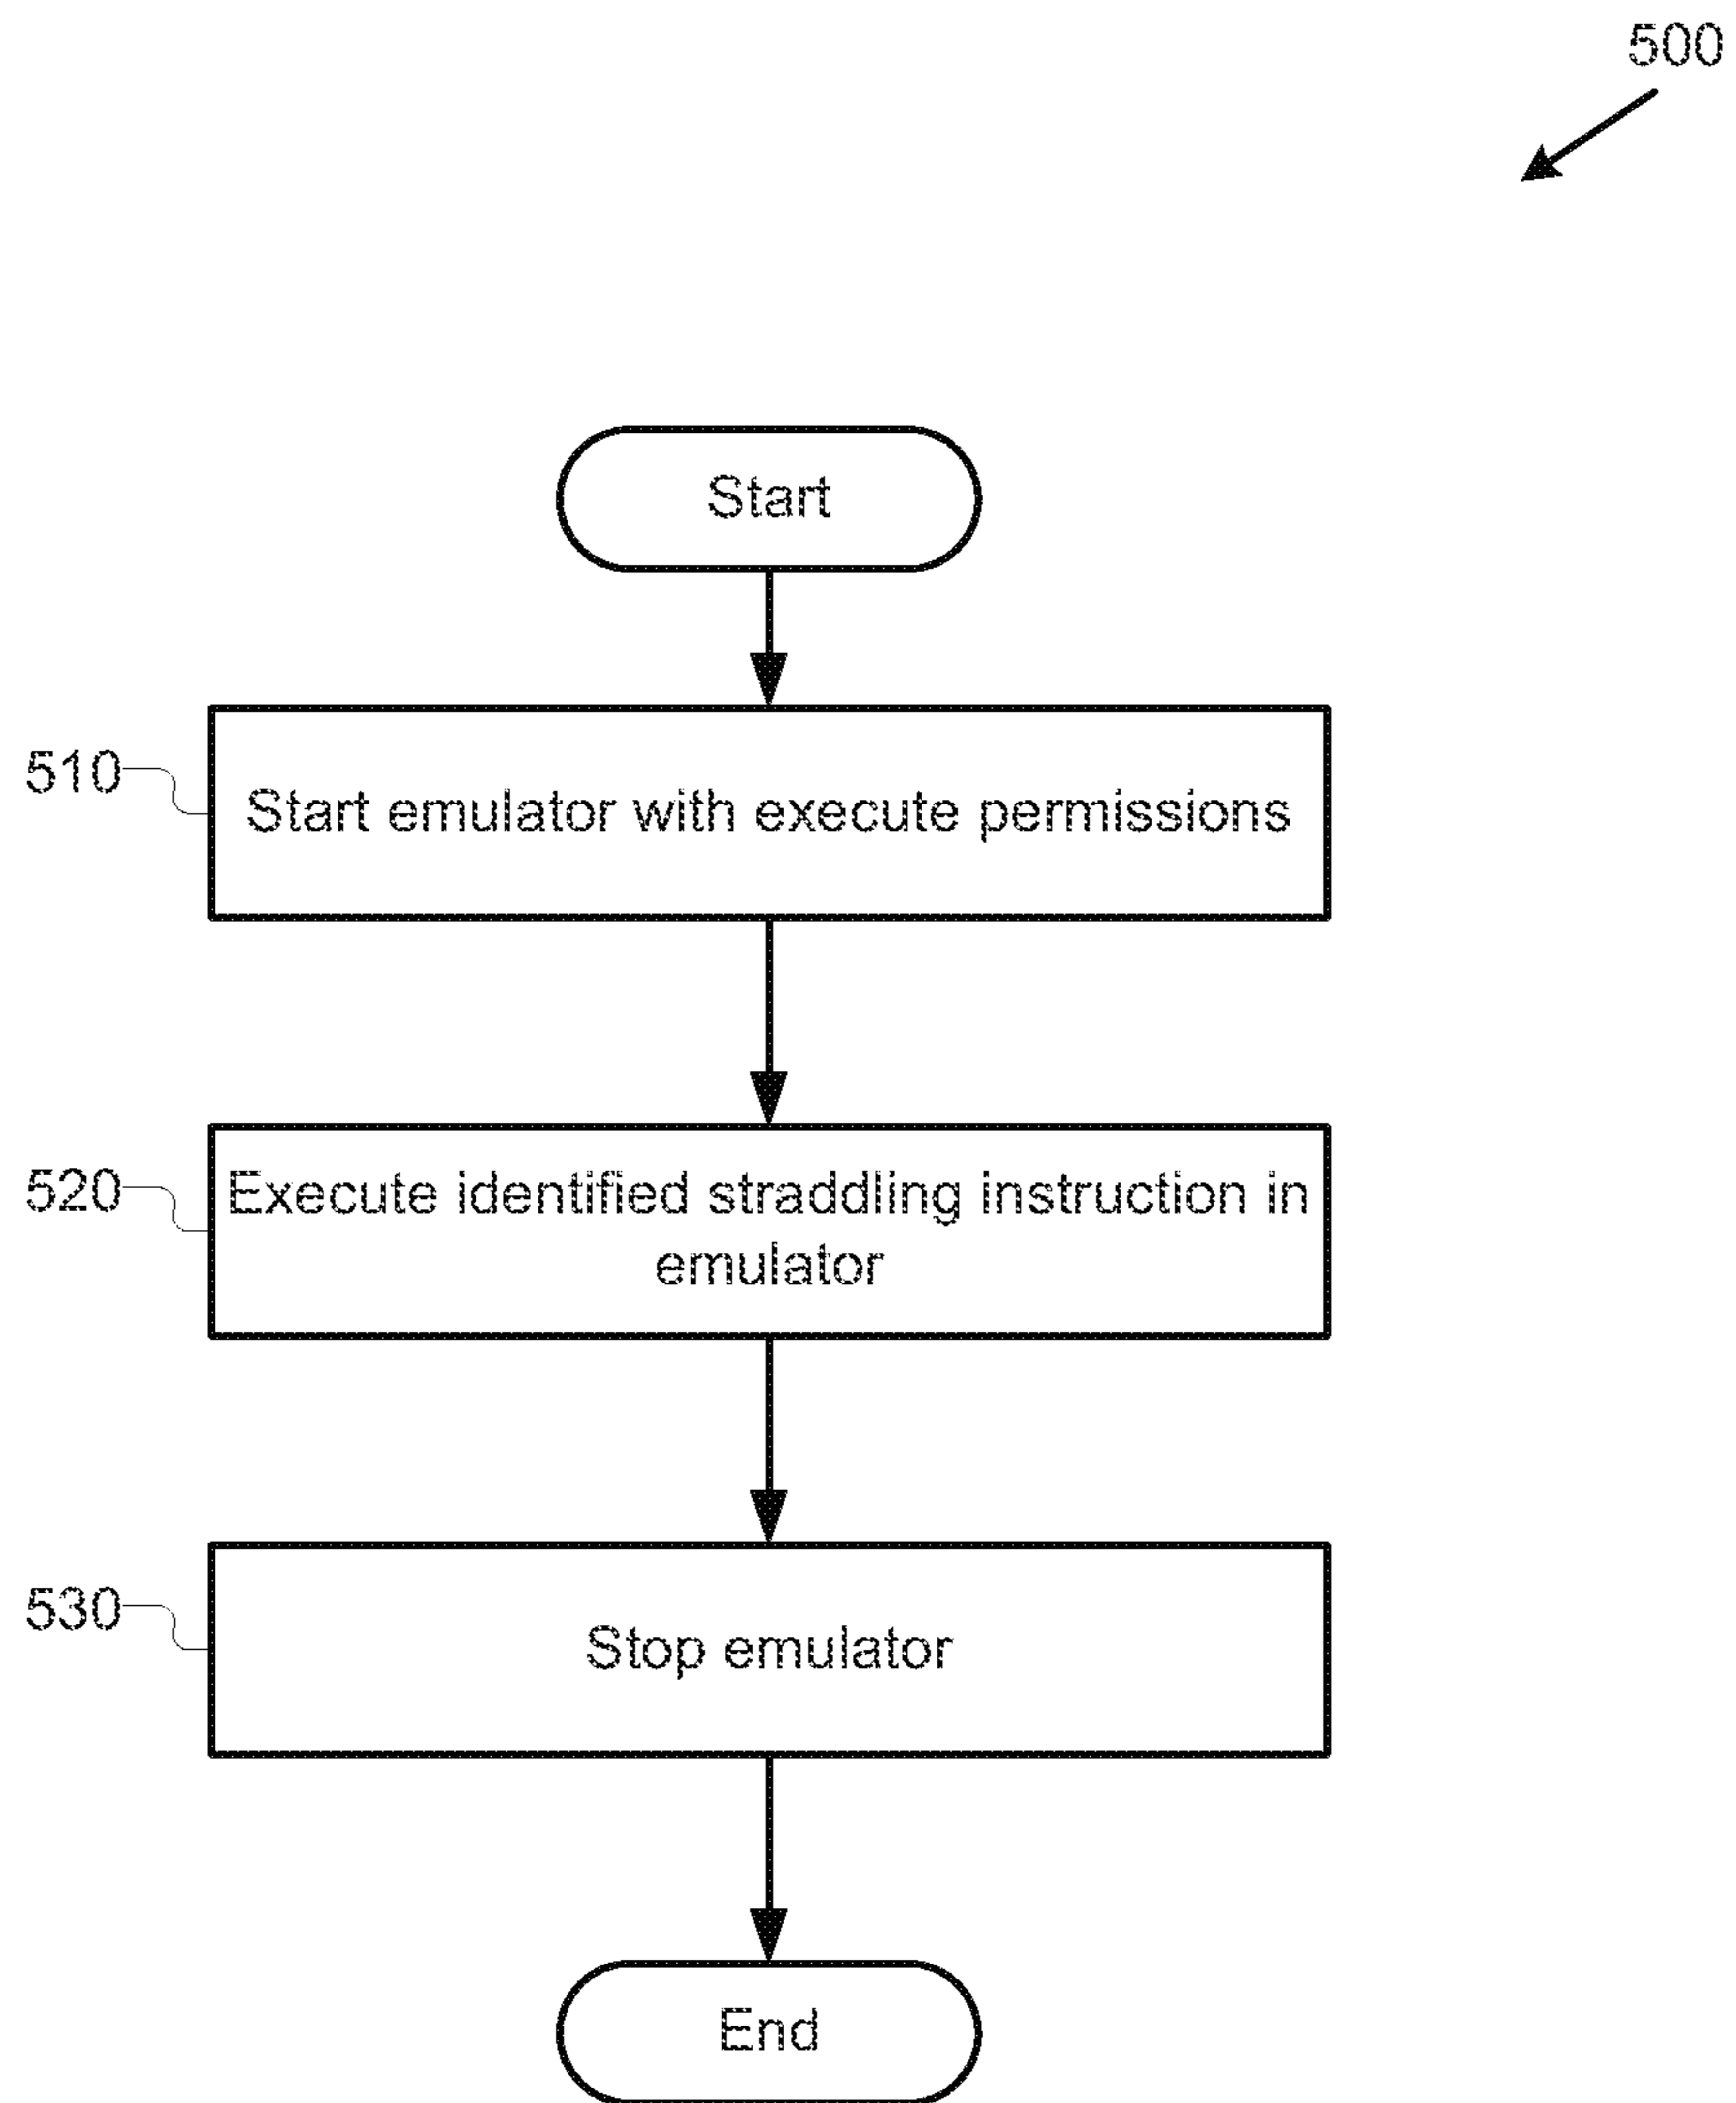 500
Start
510
Start emulator with execute permissions
520
Execute identified straddling instruction in
emulator
530
Stop emulator
End